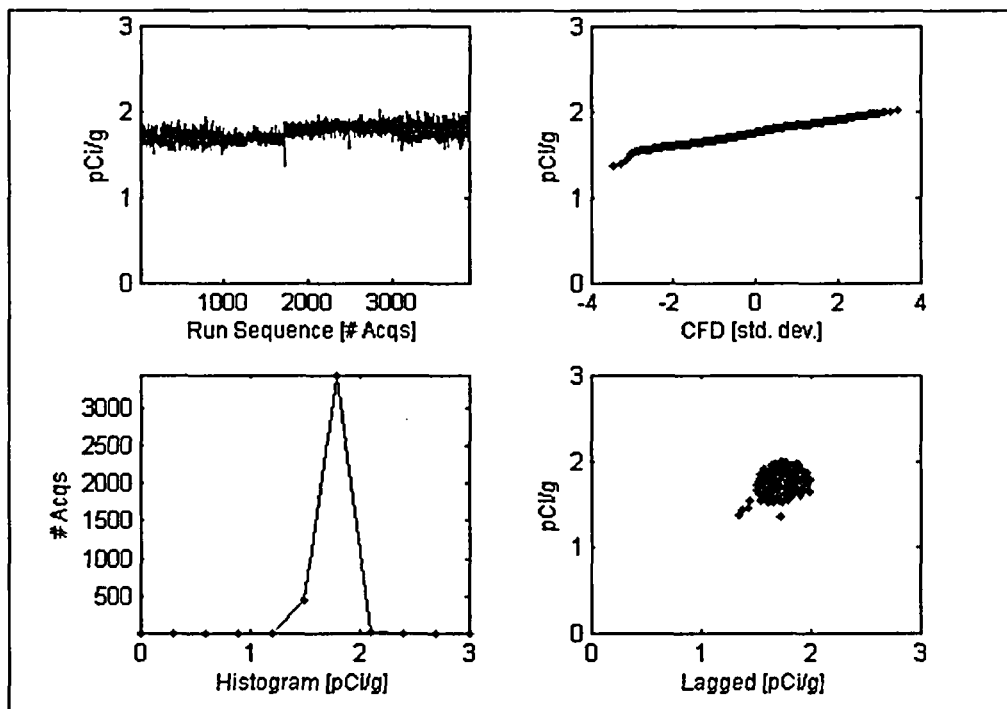 3
2
1
0
pCi/g
1000 2000 3000
Run Sequence [# Acqs]
3
2
1
0
pCi/g
-4 -2 0 2 4
CFD [std. dev.]
3000
2500
2000
1500
1000
500
# Acqs
0 1 2 3
Histogram [pCi/g]
3
2
1
0
pCi/g
0 1 2 3
Lagged [pCi/g]